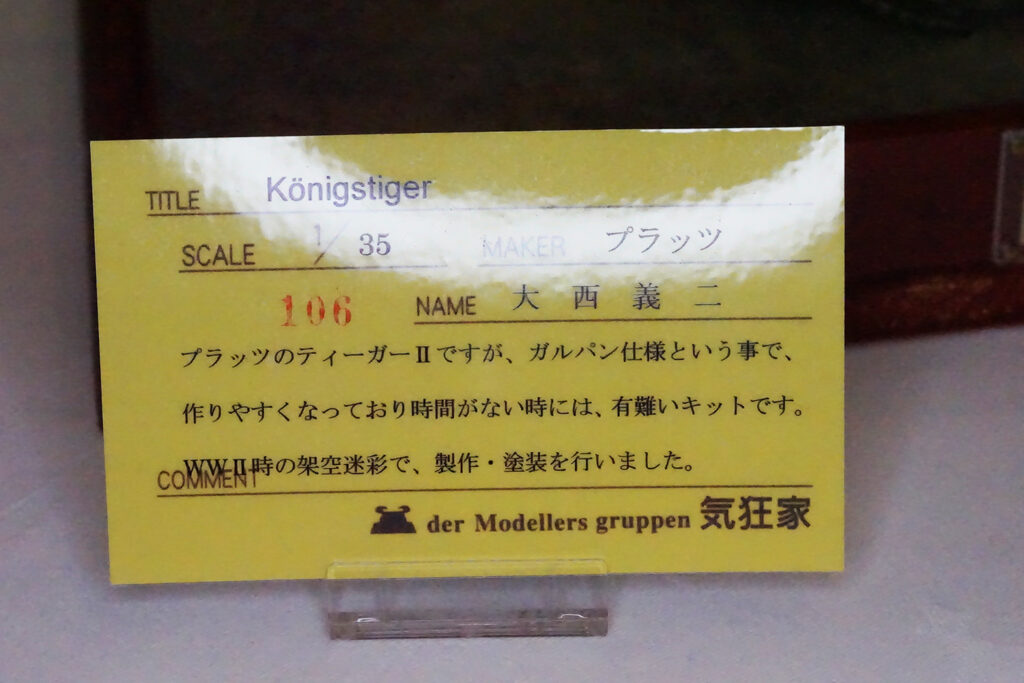 TITLE Königstiger
SCALE 1/35 MAKER プラッツ
106 NAME 大西義二
プラッツのティーガーⅡですが、ガルパン仕様という事で、
作りやすくなっており時間がない時には、有難いキットです。
WWⅡ時の架空迷彩で、製作・塗装を行いました。
COMMENT
der Modellers gruppen 気狂家